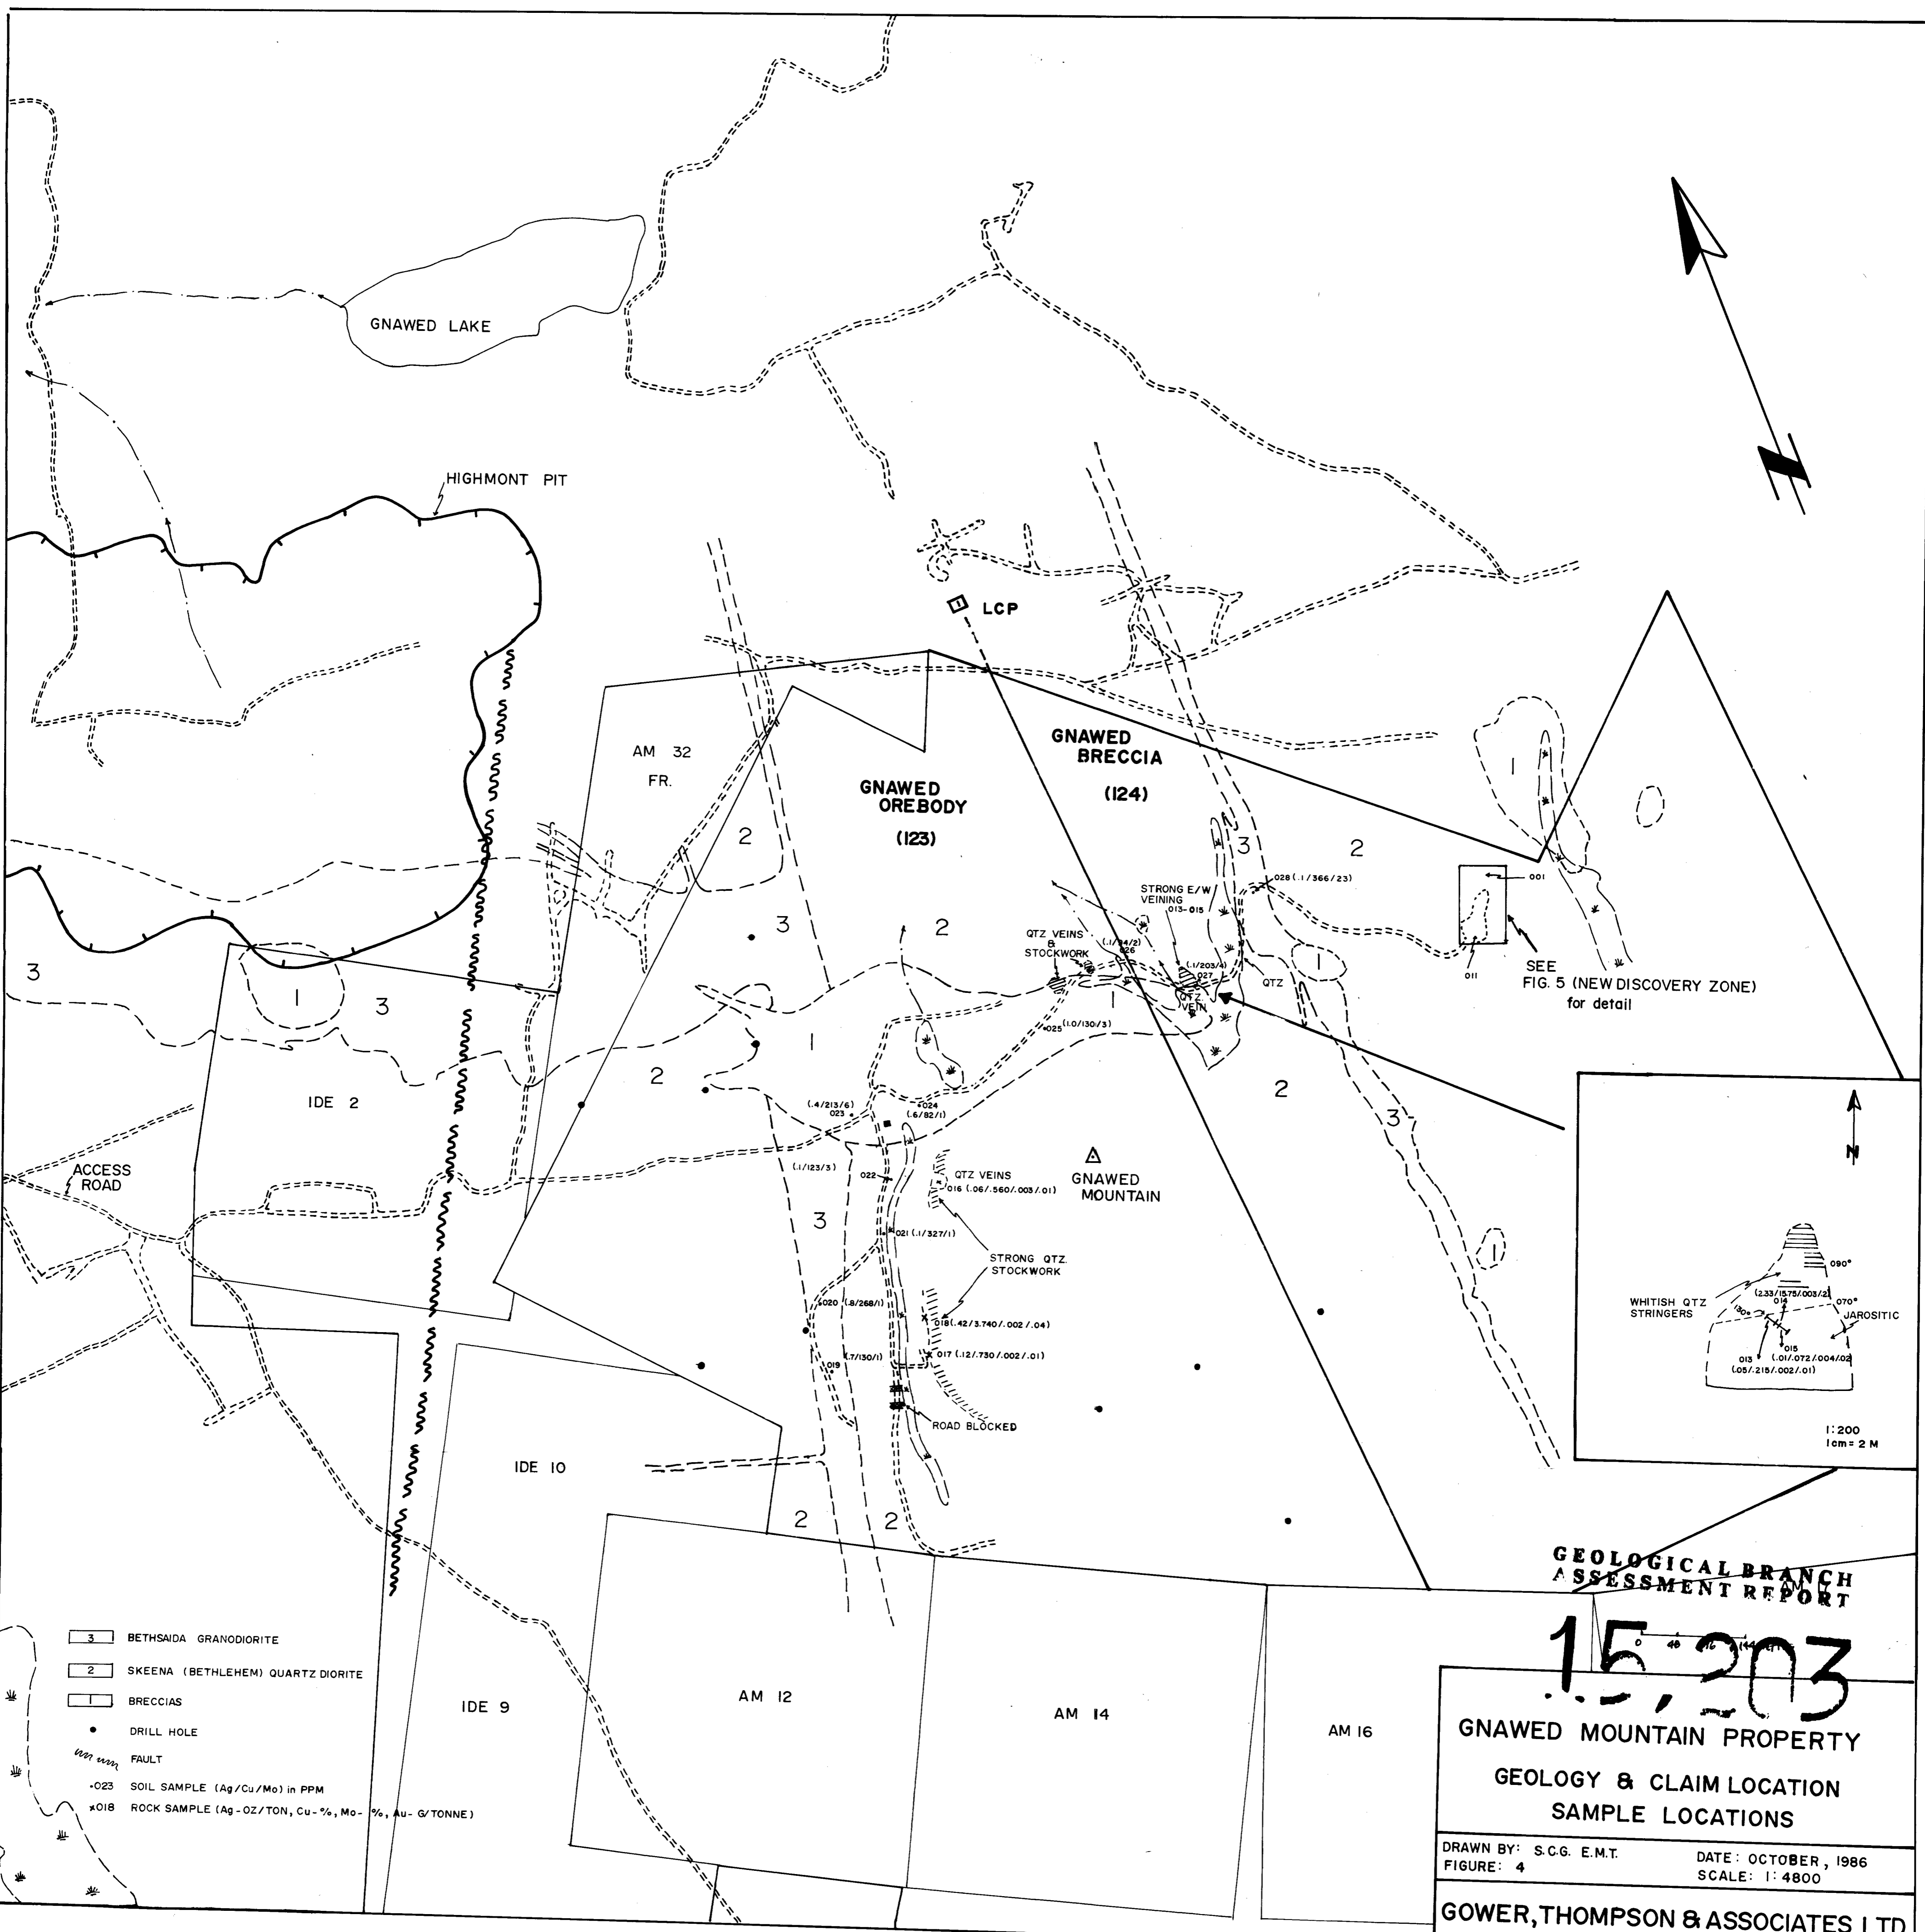 GNAWED LAKE
HIGHMONT PIT
N
LCP
AM 32
FR.
GNAWED
OREBODY
(123)
GNAWED
BRECCIA
(124)
2
3
2
1
3
2
3
1
3
028 (.1/366/23)
STRONG E/W
VEINING
013-015
QTZ VEINS
&
STOCKWORK
026
(.1/203/4)
027
QTZ.
VEIN
QTZ
1
1
001
011
SEE
FIG. 5 (NEW DISCOVERY ZONE)
for detail
025 (1.0/130/3)
1
2
2
3
IDE 2
(.4/213/6)
023
024
(.6/82/1)
ACCESS
ROAD
(.1/123/3)
022
QTZ VEINS
016 (.06/.560/.003/.01)
GNAWED
MOUNTAIN
3
021 (.1/327/1)
STRONG QTZ.
STOCKWORK
1
020 (.8/268/1)
018 (.42/3.740/.002/.04)
(.7/130/1)
017 (.12/.730/.002/.01)
019
ROAD BLOCKED
N
090°
WHITISH QTZ
STRINGERS
(2.33/15.75/.003/.2)
014
070°
130°
JAROSITIC
015
013
(.01/.072/.004/.02
(.05/.215/.002/.01)
1:200
1cm = 2 M
IDE 10
2
2
IDE 9
AM 12
AM 14
AM 16
GEOLOGICAL BRANCH
ASSESSMENT REPORT
15,203
3 BETHSAIDA GRANODIORITE
2 SKEENA (BETHLEHEM) QUARTZ DIORITE
1 BRECCIAS
DRILL HOLE
FAULT
•023 SOIL SAMPLE (Ag/Cu/Mo) in PPM
x018 ROCK SAMPLE (Ag-OZ/TON, Cu-%, Mo-%, Au-G/TONNE)
GNAWED MOUNTAIN PROPERTY
GEOLOGY & CLAIM LOCATION
SAMPLE LOCATIONS
DRAWN BY: S.C.G. E.M.T.
DATE: OCTOBER, 1986
FIGURE: 4
SCALE: 1:4800
GOWER, THOMPSON & ASSOCIATES LTD